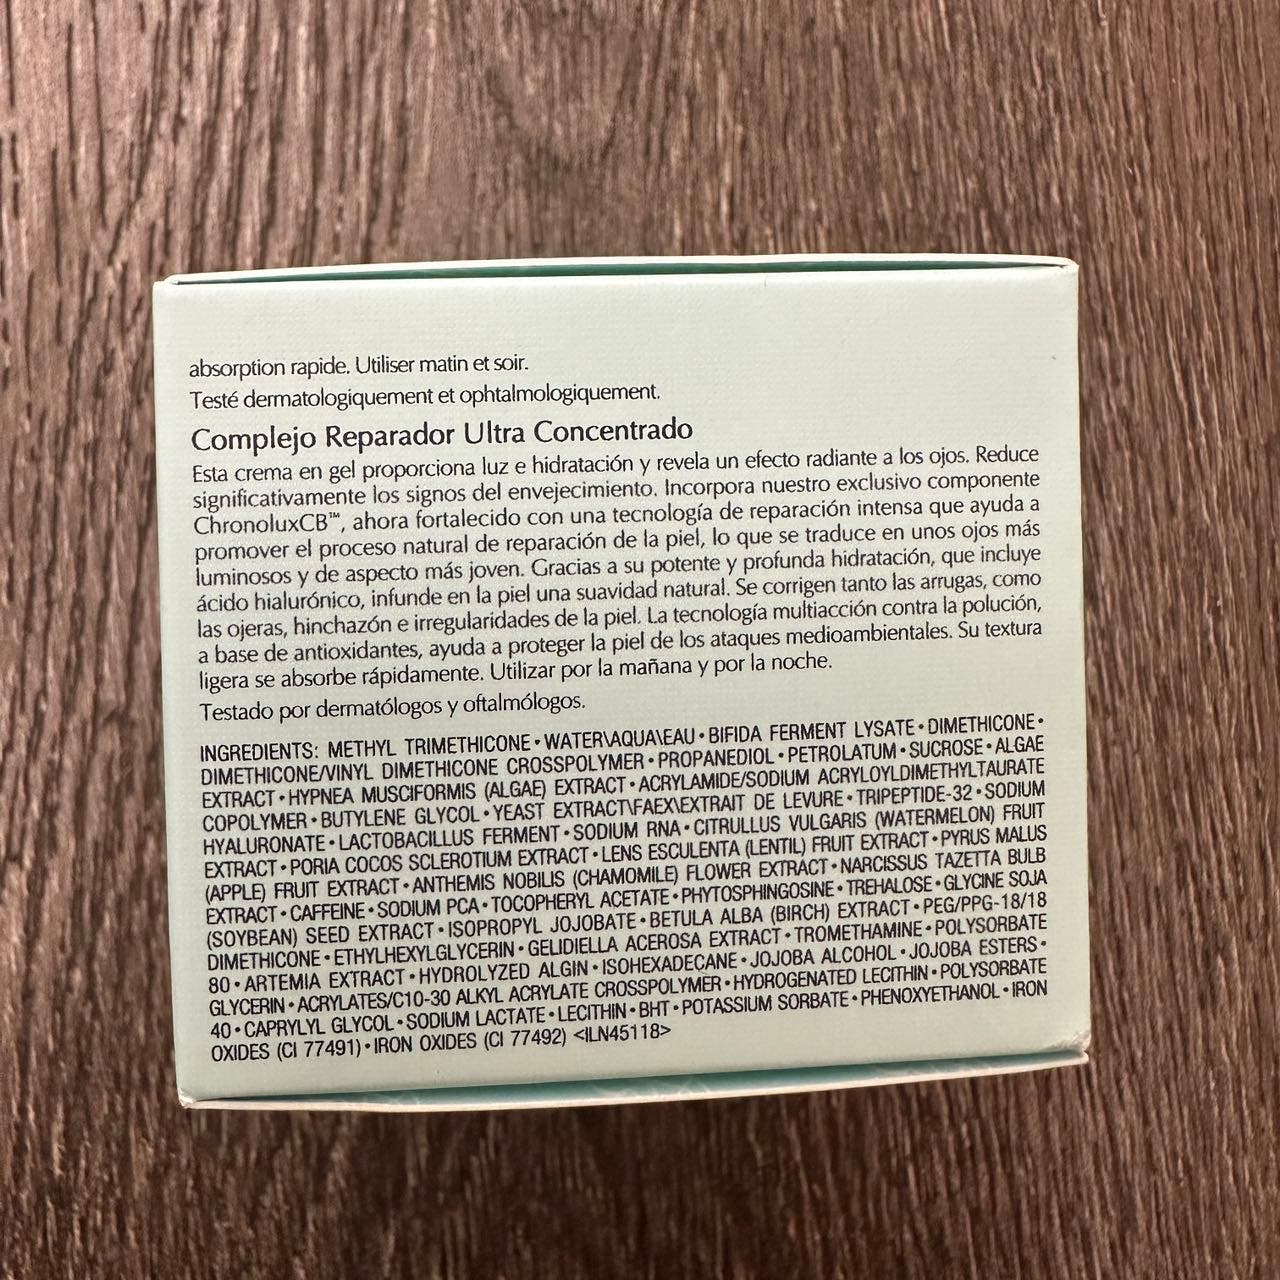 absorption rapide. Utiliser matin et soir.
Testé dermatologiquement et ophtalmologiquement.
Complejo Reparador Ultra Concentrado
Esta crema en gel proporciona luz e hidratación y revela un efecto radiante a los ojos. Reduce
significativamente los signos del envejecimiento. Incorpora nuestro exclusivo componente
ChronoluxCB™, ahora fortalecido con una tecnología de reparación intensa que ayuda a
promover el proceso natural de reparación de la piel, lo que se traduce en unos ojos más
luminosos y de aspecto más joven. Gracias a su potente y profunda hidratación, que incluye
ácido hialurónico, infunde en la piel una suavidad natural. Se corrigen tanto las arrugas, como
las ojeras, hinchazón e irregularidades de la piel. La tecnología multiacción contra la polución,
a base de antioxidantes, ayuda a proteger la piel de los ataques medioambientales. Su textura
ligera se absorbe rápidamente. Utilizar por la mañana y por la noche.
Testado por dermatólogos y oftalmólogos.
INGREDIENTS: METHYL TRIMETHICONE • WATER\AQUA\EAU • BIFIDA FERMENT LYSATE • DIMETHICONE •
DIMETHICONE/VINYL DIMETHICONE CROSSPOLYMER • PROPANEDIOL • PETROLATUM • SUCROSE • ALGAE
EXTRACT • HYPNEA MUSCIFORMIS (ALGAE) EXTRACT • ACRYLAMIDE/SODIUM ACRYLOYLDIMETHYLTAURATE
COPOLYMER • BUTYLENE GLYCOL • YEAST EXTRACT\FAEX\EXTRAIT DE LEVURE • TRIPEPTIDE-32 • SODIUM
HYALURONATE • LACTOBACILLUS FERMENT • SODIUM RNA • CITRULLUS VULGARIS (WATERMELON) FRUIT
EXTRACT • PORIA COCOS SCLEROTIUM EXTRACT • LENS ESCULENTA (LENTIL) FRUIT EXTRACT • PYRUS MALUS
(APPLE) FRUIT EXTRACT • ANTHEMIS NOBILIS (CHAMOMILE) FLOWER EXTRACT • NARCISSUS TAZETTA BULB
EXTRACT • CAFFEINE • SODIUM PCA • TOCOPHERYL ACETATE • PHYTOSPHINGOSINE • TREHALOSE • GLYCINE SOJA
(SOYBEAN) SEED EXTRACT • ISOPROPYL JOJOBATE • BETULA ALBA (BIRCH) EXTRACT • PEG/PPG-18/18
DIMETHICONE • ETHYLHEXYLGLYCERIN • GELIDIELLA ACEROSA EXTRACT • TROMETHAMINE • POLYSORBATE
80 • ARTEMIA EXTRACT • HYDROLYZED ALGIN • ISOHEXADECANE • JOJOBA ALCOHOL • JOJOBA ESTERS •
GLYCERIN • ACRYLATES/C10-30 ALKYL ACRYLATE CROSSPOLYMER • HYDROGENATED LECITHIN • POLYSORBATE
40 • CAPRYLYL GLYCOL • SODIUM LACTATE • LECITHIN • BHT • POTASSIUM SORBATE • PHENOXYETHANOL • IRON
OXIDES (CI 77491) • IRON OXIDES (CI 77492) <ILN45118>